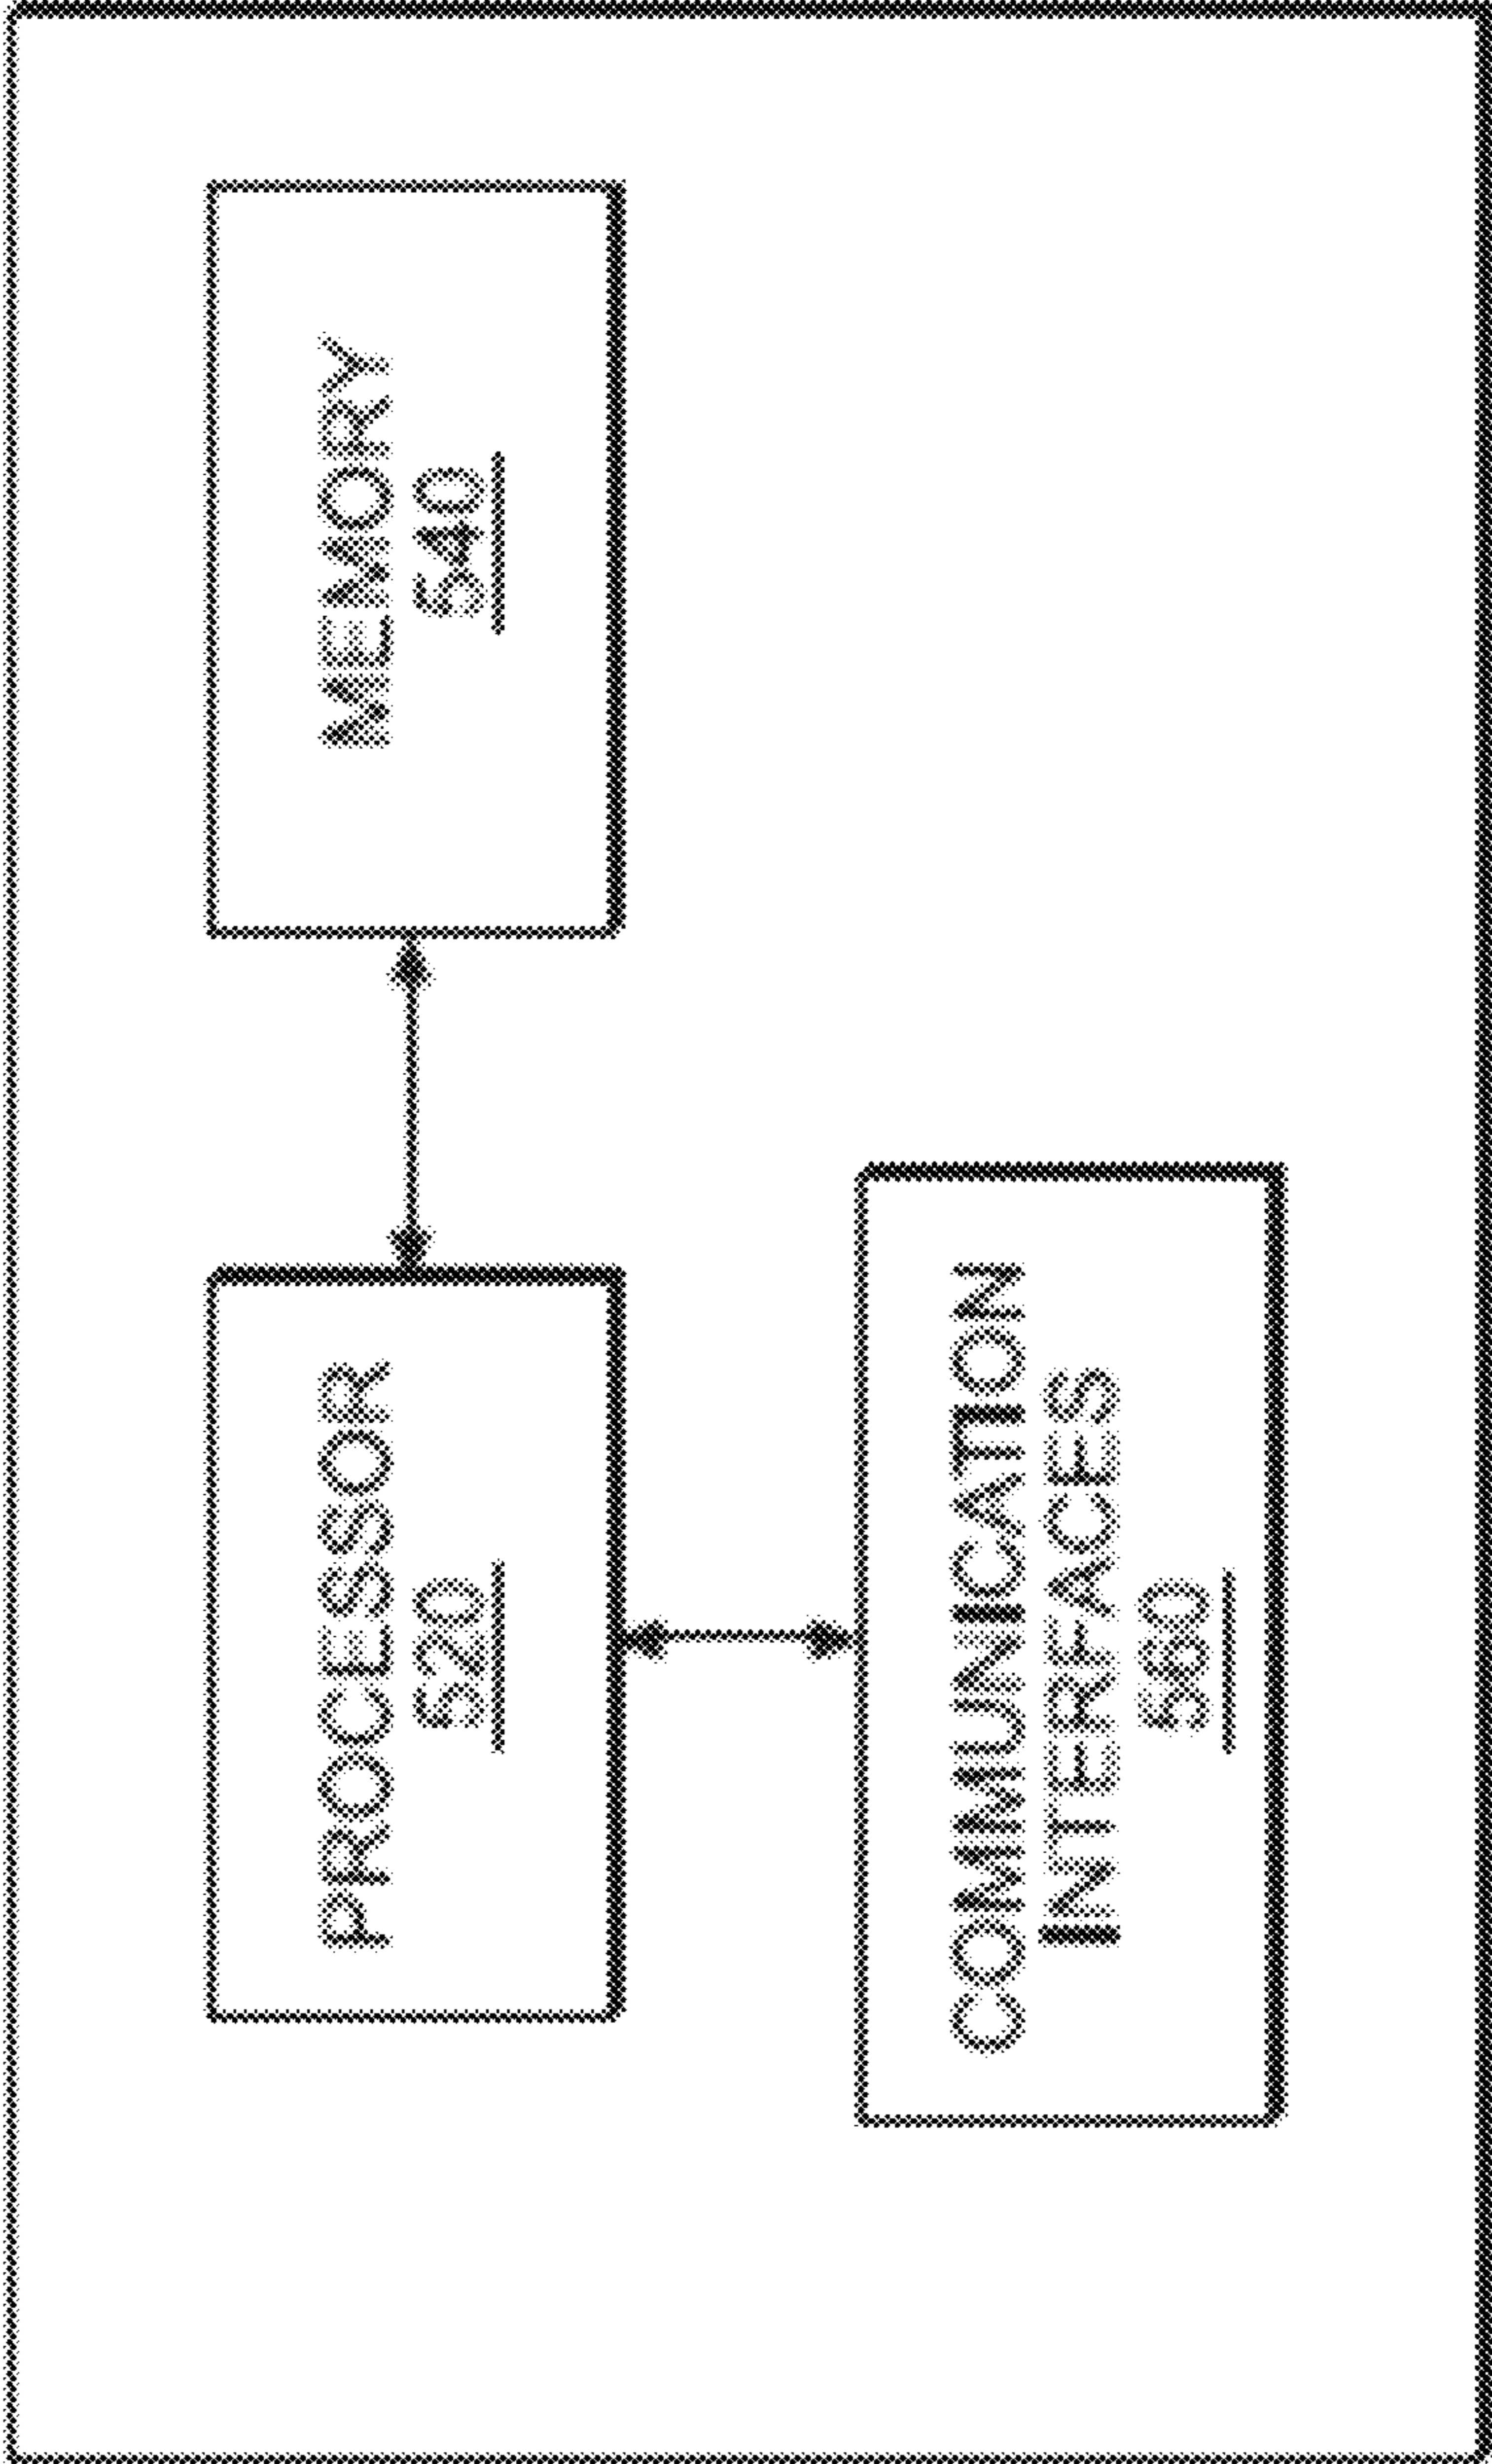 PROCESSOR
520
MEMORY
540
COMMUNICATION
INTERFACES
560